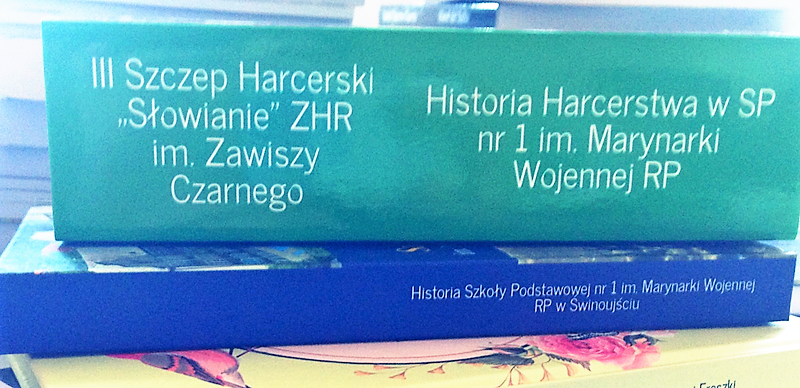 III Szczep Harcerski
„Słowianie” ZHR
im. Zawiszy
Czarnego
Historia Harcerstwa w SP
nr 1 im. Marynarki
Wojennej RP
Historia Szkoły Podstawowej nr 1 im. Marynarki Wojennej
RP w Świnoujściu
Fraszki